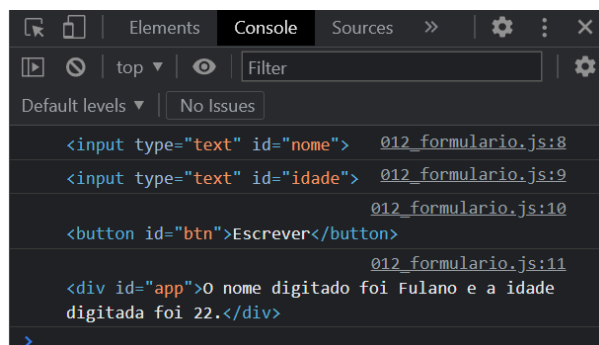 Elements Console Sources »
top ▼ Filter
Default levels ▼ No Issues
<input type="text" id="nome"> 012_formulario.js:8
<input type="text" id="idade"> 012_formulario.js:9
012_formulario.js:10
<button id="btn">Escrever</button>
012_formulario.js:11
<div id="app">O nome digitado foi Fulano e a idade
digitada foi 22.</div>